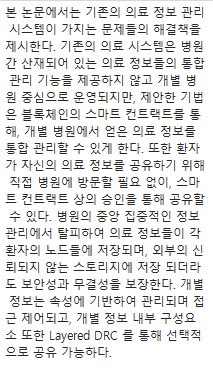 본 논문에서는 기존의 의료 정보 관리
시스템이 가지는 문제들의 해결책을
제시한다. 기존의 의료 시스템은 병원
간 산재되어 있는 의료 정보들의 통합
관리 기능을 제공하지 않고 개별 병
원 중심으로 운영되지만, 제안한 기법
은 블록체인의 스마트 컨트랙트를 통
해, 개별 병원에서 얻은 의료 정보를
통합 관리할 수 있게 한다. 또한 환자
가 자신의 의료 정보를 공유하기 위해
직접 병원에 방문할 필요 없이, 스마
트 컨트랙트 상의 승인을 통해 공유할
수 있다. 병원의 중앙 집중적인 정보
관리에서 탈피하여 의료 정보들이 각
환자의 노드들에 저장되며, 외부의 신
뢰되지 않는 스토리지에 저장 되더라
도 보안성과 무결성을 보장한다. 개별
정보는 속성에 기반하여 관리되며 접
근 제어되고, 개별 정보 내부 구성요
소 또한 Layered DRC 를 통해 선택적
으로 공유 가능하다.